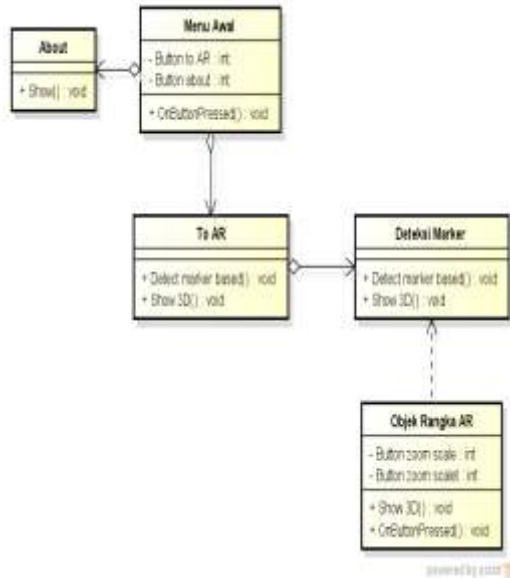 Menu Awal
- Button to AR : int
- Button about : int
+ OnButtonPressed() : void
About
+ Show() : void
To AR
+ Detect marker based() : void
+ Show 3D() : void
Deteksi Marker
+ Detect marker based() : void
+ Show 3D() : void
Objek Rangka AR
- Button zoom scale : int
- Button zoom scalet : int
+ Show 3D() : void
+ OnButtonPressed() : void
powered by